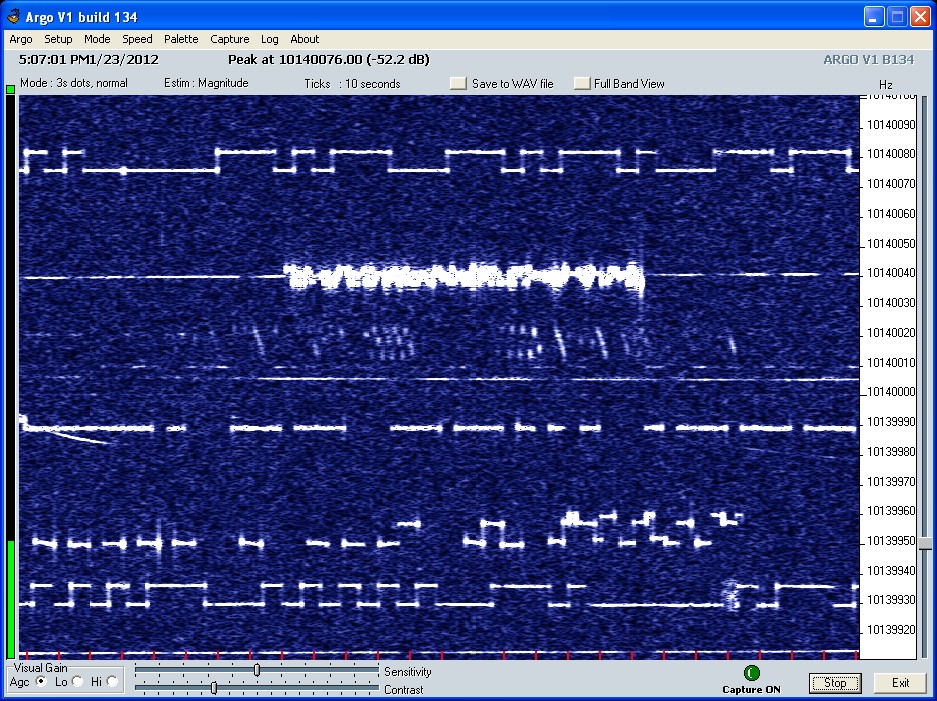 Argo V1 build 134
Argo Setup Mode Speed Palette Capture Log About
5:07:01 PM1/23/2012 Peak at 10140076.00 (-52.2 dB) ARGO V1 B134
Mode : 3s dots, normal Estim : Magnitude Ticks : 10 seconds Save to WAV file Full Band View Hz
10140100
10140090
10140080
10140070
10140060
10140050
10140040
10140030
10140020
10140010
10140000
10139990
10139980
10139970
10139960
10139950
10139940
10139930
10139920
Visual Gain
Agc Lo Hi
Sensitivity
Contrast
Capture ON
Stop
Exit